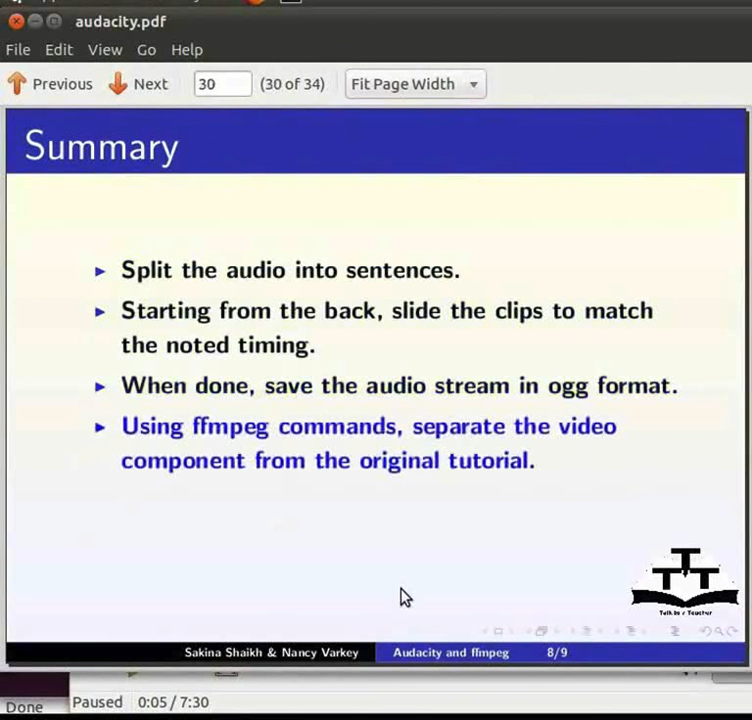 audacity.pdf
File Edit View Go Help
Previous Next 30 (30 of 34) Fit Page Width
Summary
Split the audio into sentences.
Starting from the back, slide the clips to match
the noted timing.
When done, save the audio stream in ogg format.
Using ffmpeg commands, separate the video
component from the original tutorial.
T T T
Talk to a Teacher
Sakina Shaikh & Nancy Varkey Audacity and ffmpeg 8/9
Done Paused 0:05 / 7:30